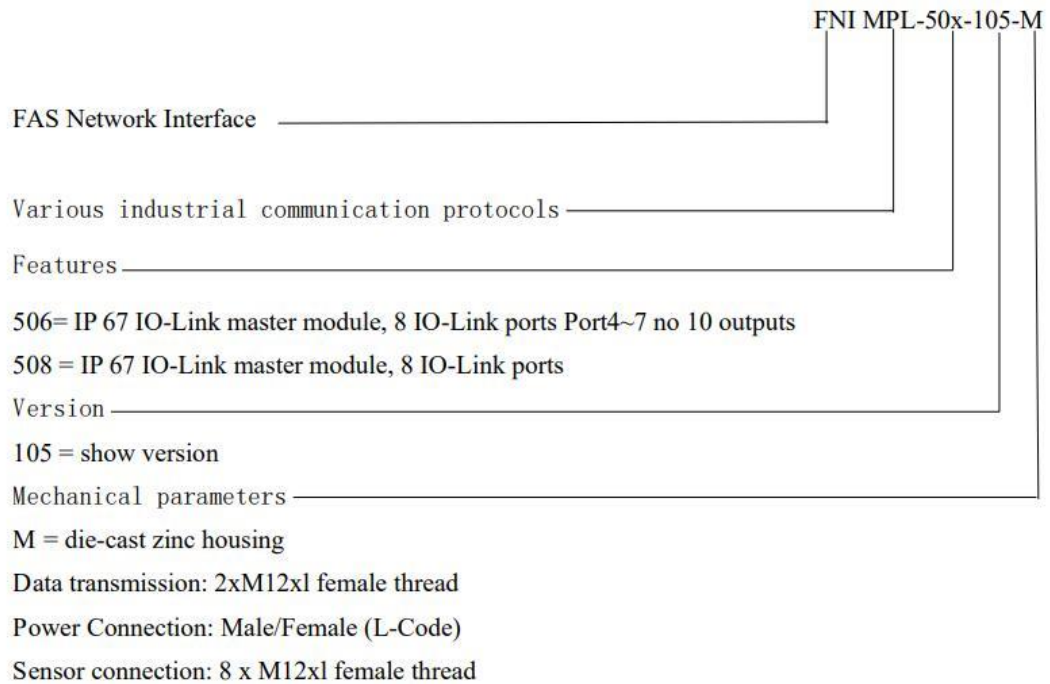 FNI MPL-50x-105-M
FAS Network Interface
Various industrial communication protocols
Features
506= IP 67 IO-Link master module, 8 IO-Link ports Port4~7 no 10 outputs
508 = IP 67 IO-Link master module, 8 IO-Link ports
Version
105 = show version
Mechanical parameters
M = die-cast zinc housing
Data transmission: 2xM12xl female thread
Power Connection: Male/Female (L-Code)
Sensor connection: 8 x M12xl female thread